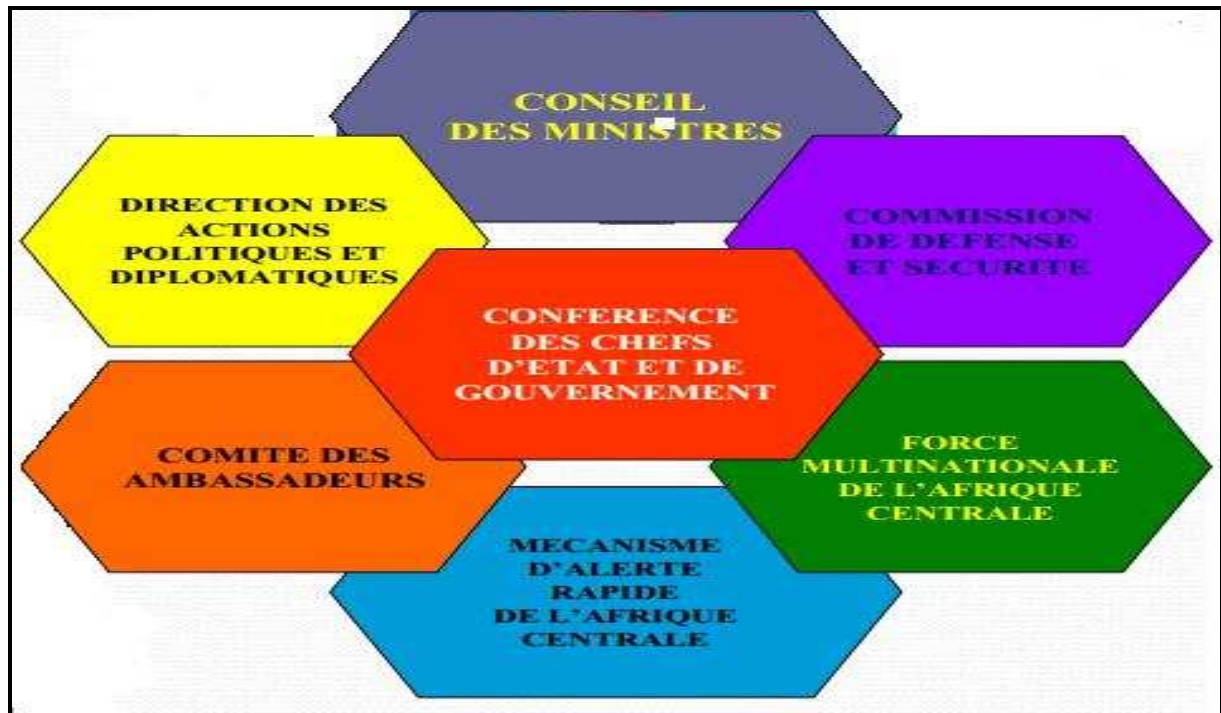 CONSEIL
DES MINISTRES
DIRECTION DES
ACTIONS
POLITIQUES ET
DIPLOMATIQUES
COMMISSION
DE DEFENSE
ET SECURITE
CONFERENCE
DES CHEFS
D'ETAT ET DE
GOUVERNEMENT
COMITE DES
AMBASSADEURS
FORCE
MULTINATIONALE
DE L'AFRIQUE
CENTRALE
MECANISME
D'ALERTE
RAPIDE
DE L'AFRIQUE
CENTRALE